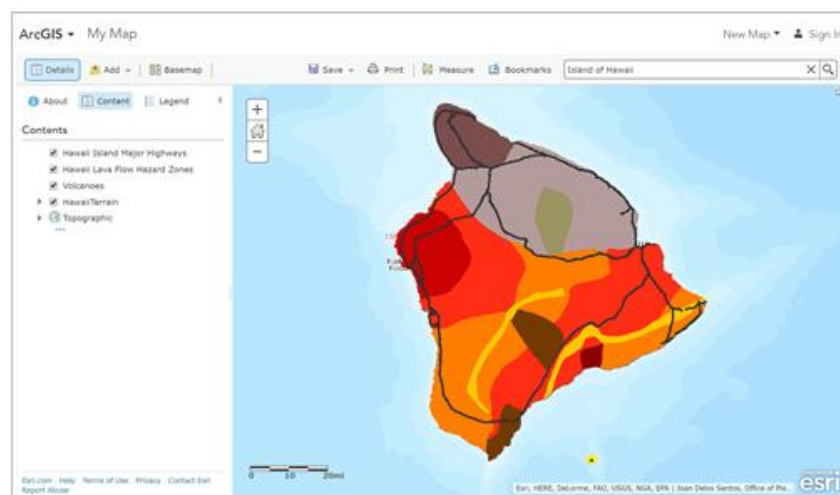 ArcGIS ▾ My Map
New Map ▾ Sign In
Details Add ▾ Basemap Save ▾ Print Measure Bookmarks Island of Hawaii
About Content Legend
Contents
Hawaii Island Major Highways
Hawaii Lava Flow Hazard Zones
Volcanoes
HawaiiTerrain
Topographic
0 10 20mi
Esri.com Help Terms of Use Privacy Contact Esri
Report Abuse
Esri, HERE, DeLorme, FAO, USGS, NGA, EPA | Joan Delos Santos, Office of Pla...
esri